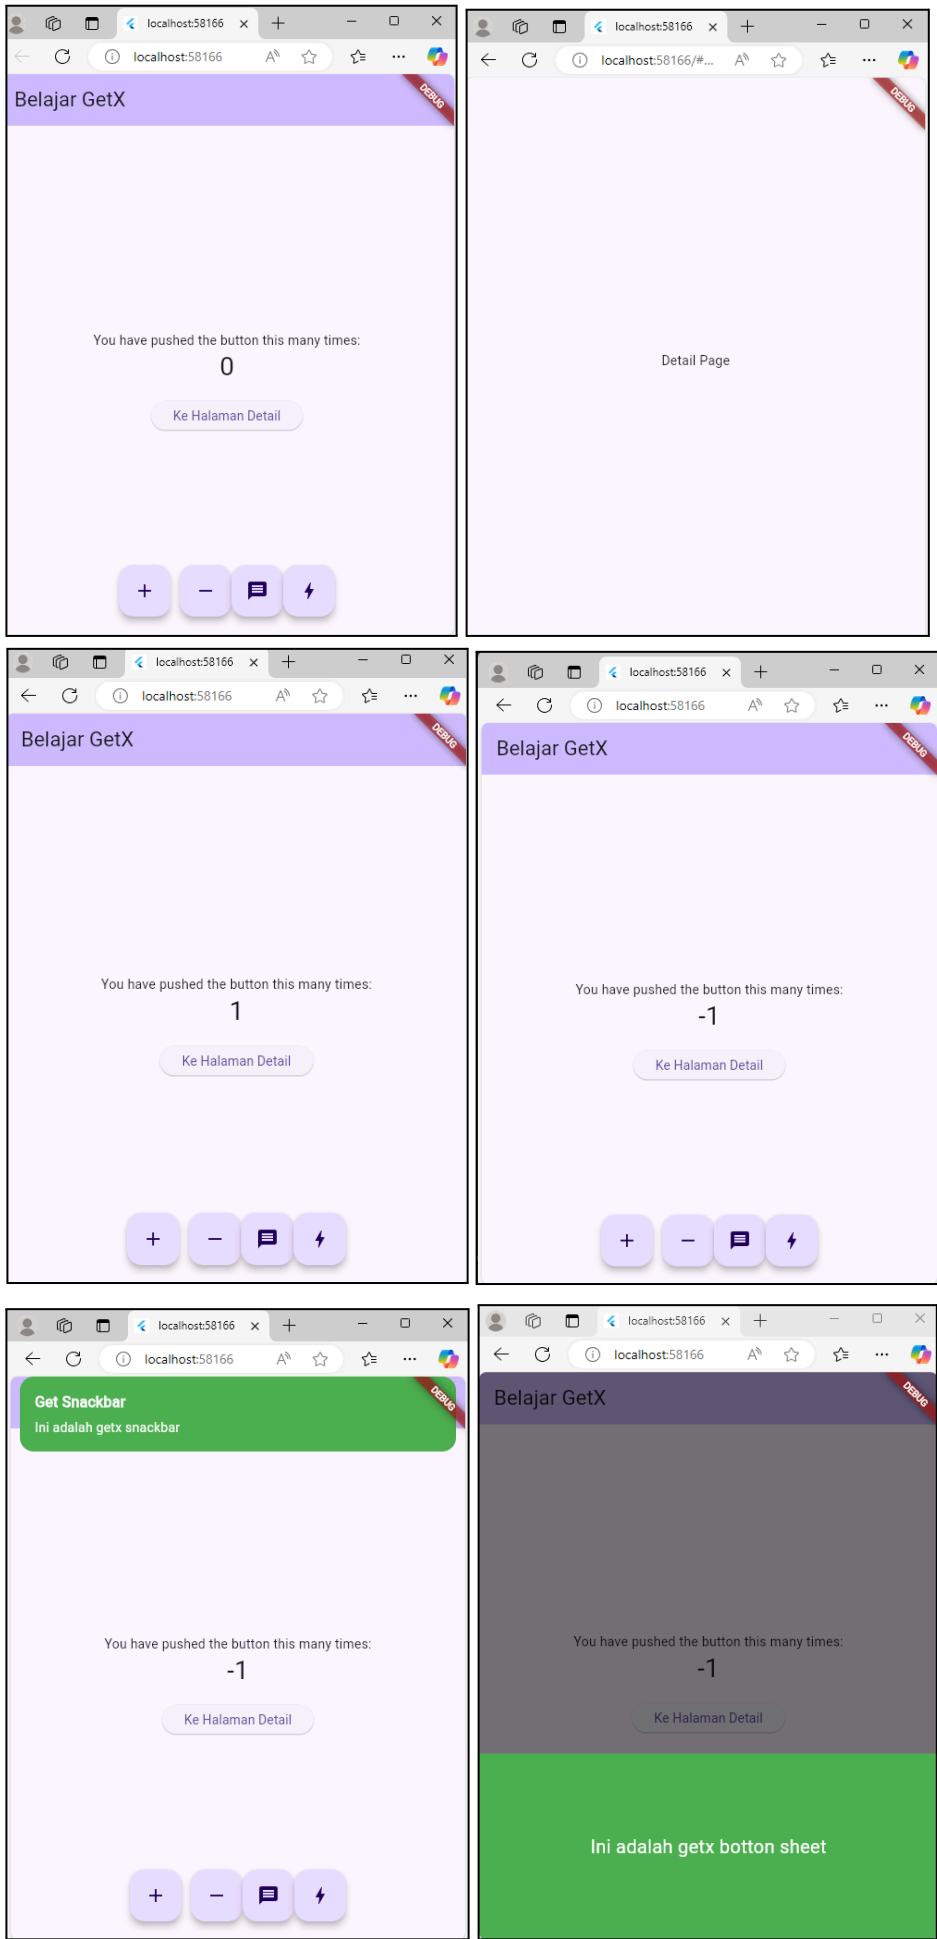 localhost:58166
localhost:58166
Belajar GetX
DEBUG
You have pushed the button this many times:
0
Ke Halaman Detail
localhost:58166
localhost:58166/#...
DEBUG
Detail Page
localhost:58166
localhost:58166
Belajar GetX
DEBUG
You have pushed the button this many times:
1
Ke Halaman Detail
localhost:58166
localhost:58166
Belajar GetX
DEBUG
You have pushed the button this many times:
-1
Ke Halaman Detail
localhost:58166
localhost:58166
Get Snackbar
DEBUG
Ini adalah getx snackbar
You have pushed the button this many times:
-1
Ke Halaman Detail
localhost:58166
localhost:58166
Belajar GetX
DEBUG
You have pushed the button this many times:
-1
Ke Halaman Detail
Ini adalah getx botton sheet